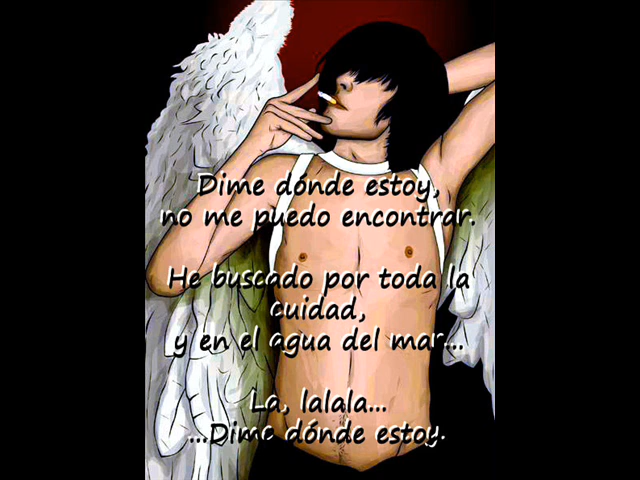 Dime dónde estoy,
no me puedo encontrar.
He buscado por toda la
cuidad,
y en el agua del mar...
La, lalala...
...Dime dónde estoy.